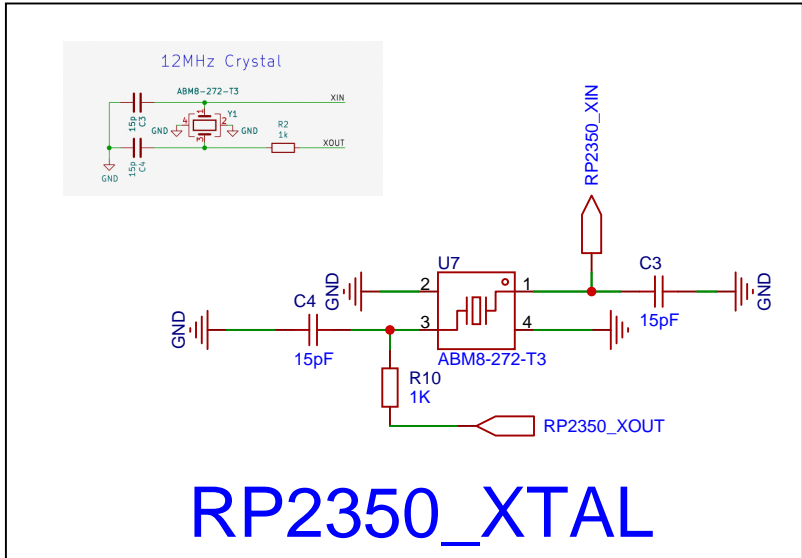 12MHz Crystal
ABM8-272-T3
15p
C3
XIN
Y1
1
4
2
3
GND
GND
R2
1k
XOUT
15p
C4
GND
RP2350_XIN
U7
C3
GND
2
1
GND
C4
15pF
GND
3
4
15pF
ABM8-272-T3
R10
1K
RP2350_XOUT
RP2350_XTAL